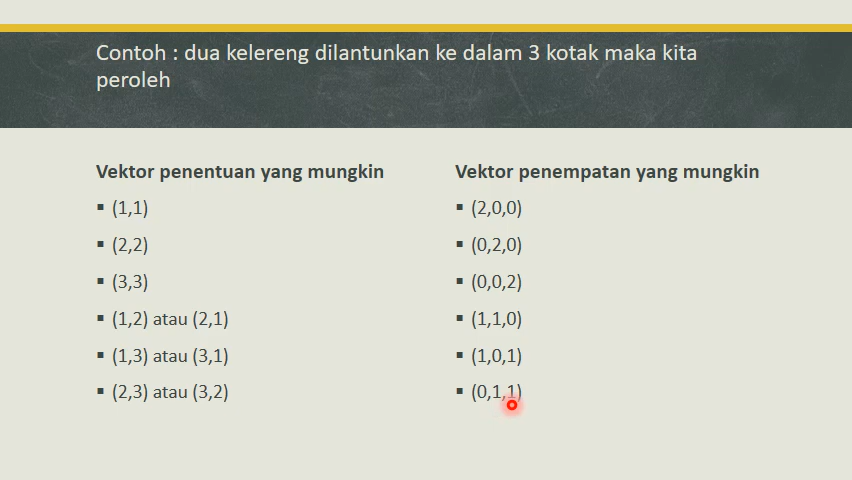 Contoh : dua kelereng dilantunkan ke dalam 3 kotak maka kita
peroleh
Vektor penentuan yang mungkin
▪ (1,1)
▪ (2,2)
▪ (3,3)
▪ (1,2) atau (2,1)
▪ (1,3) atau (3,1)
▪ (2,3) atau (3,2)
Vektor penempatan yang mungkin
▪ (2,0,0)
▪ (0,2,0)
▪ (0,0,2)
▪ (1,1,0)
▪ (1,0,1)
▪ (0,1,1)